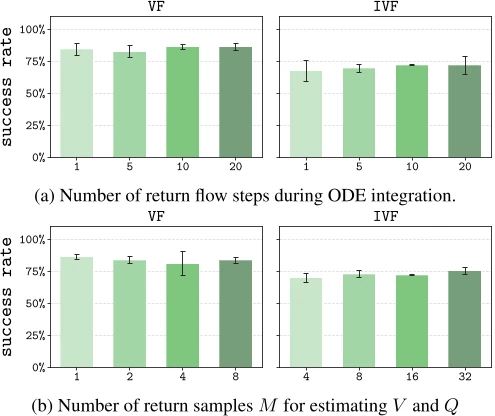 VF
IVF
success rate
100%
75%
50%
25%
0%
1 5 10 20
1 5 10 20
(a) Number of return flow steps during ODE integration.
VF
IVF
success rate
100%
75%
50%
25%
0%
1 2 4 8
4 8 16 32
(b) Number of return samples M for estimating V and Q